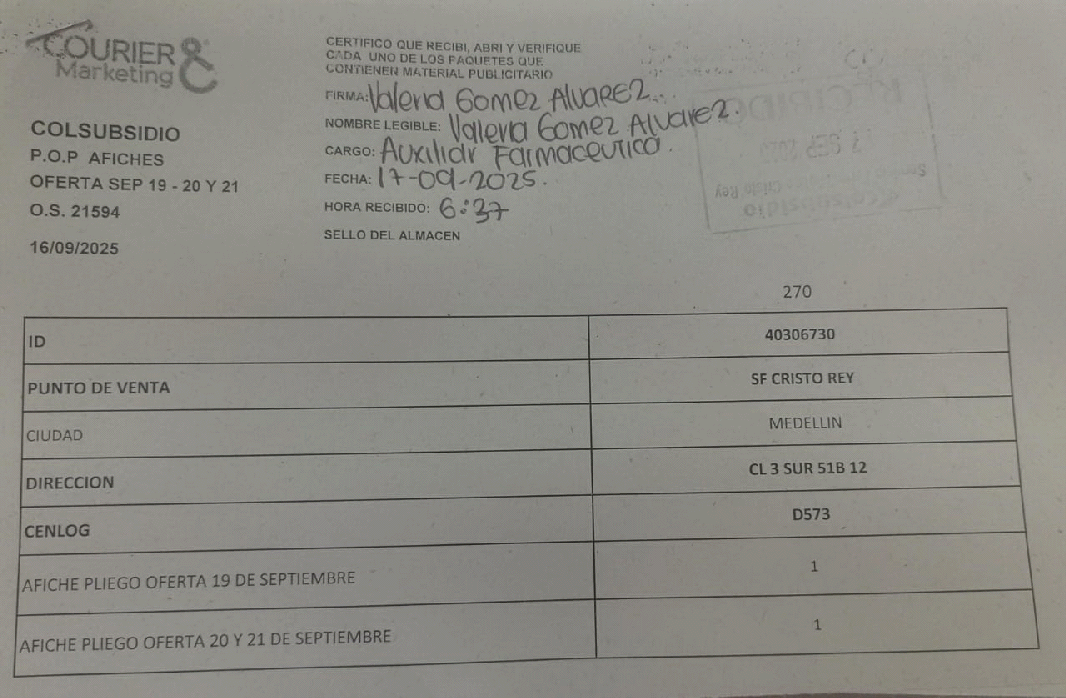 COURIER &
Marketing
COLSUBSIDIO
P.O.P AFICHES
OFERTA SEP 19 - 20 Y 21
O.S. 21594
16/09/2025
CERTIFICO QUE RECIBI, ABRI Y VERIFIQUE
CADA UNO DE LOS PAQUETES QUE
CONTIENEN MATERIAL PUBLICITARIO
FIRMA: Valeria Gomez Alvarez.
NOMBRE LEGIBLE: Valeria Gomez Alvarez.
CARGO: Auxiliar Farmaceutico.
FECHA: 17-09-2025.
HORA RECIBIDO: 6:37
SELLO DEL ALMACEN
RECIBIDO
Cristo Rey
Colsubsidio
270
ID 40306730
PUNTO DE VENTA SF CRISTO REY
CIUDAD MEDELLIN
DIRECCION CL 3 SUR 51B 12
CENLOG D573
AFICHE PLIEGO OFERTA 19 DE SEPTIEMBRE 1
AFICHE PLIEGO OFERTA 20 Y 21 DE SEPTIEMBRE 1